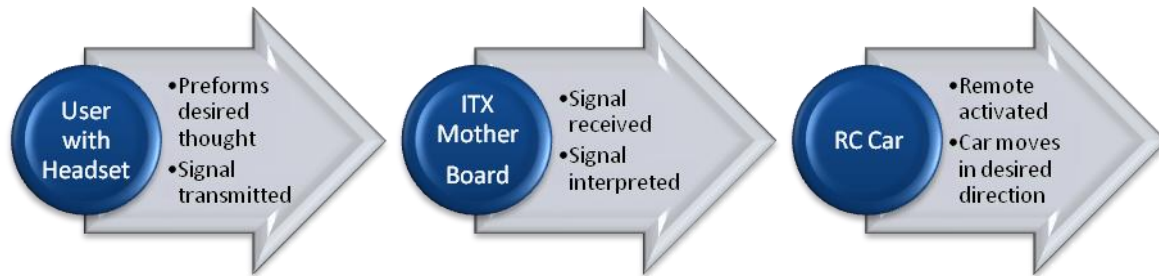 User
with
Headset
•Preforms
desired
thought
•Signal
transmitted
ITX
Mother
Board
•Signal
received
•Signal
interpreted
RC Car
•Remote
activated
•Car moves
in desired
direction